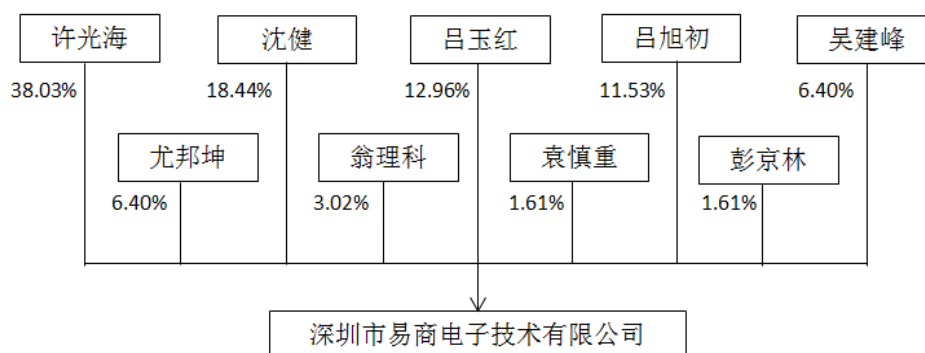 许光海 沈健 吕玉红 吕旭初 吴建峰
38.03% 18.44% 12.96% 11.53% 6.40%
尤邦坤 翁理科 袁慎重 彭京林
6.40% 3.02% 1.61% 1.61%
深圳市易商电子技术有限公司